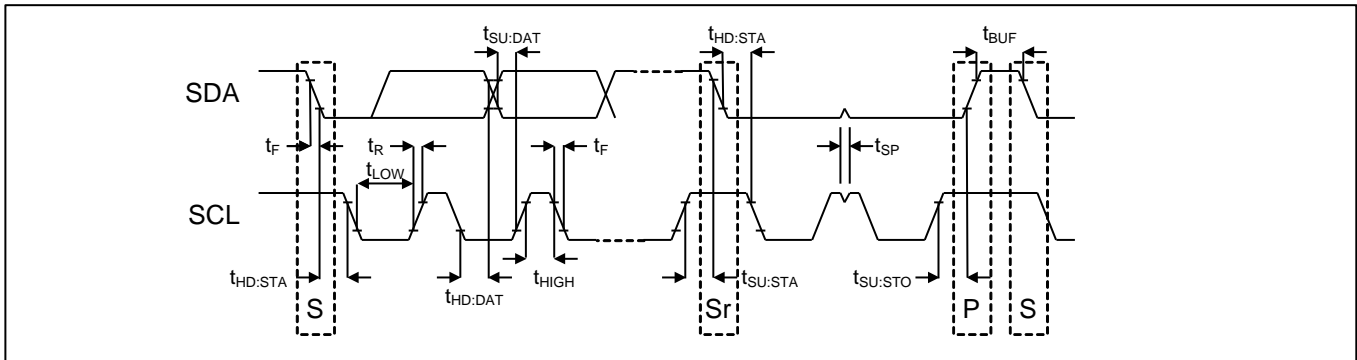 tSU:DAT tHD:STA tBUF
SDA
tF tR tF tSP
tLOW
SCL
tHD:STA tHD:DAT tHIGH tSU:STA tSU:STO
S Sr P S